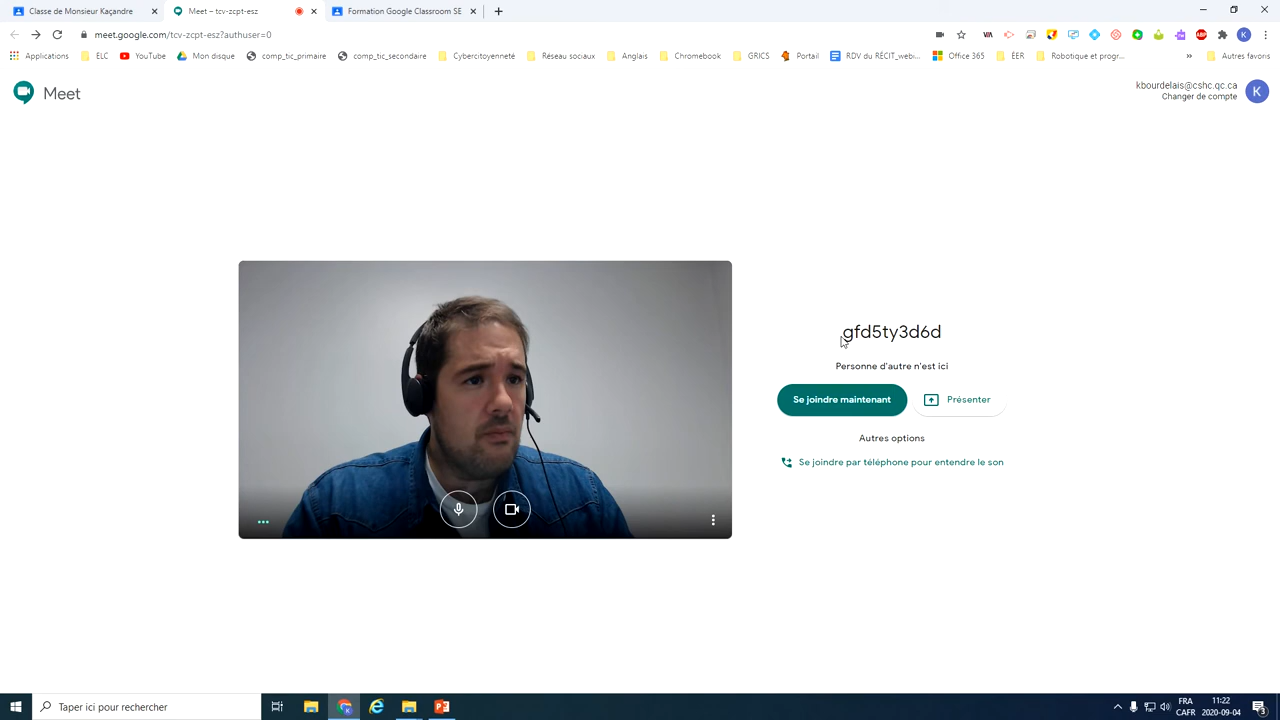 Classe de Monsieur Kaçandre
Meet – tcv-zcpt-esz
Formation Google Classroom SE
meet.google.com/tcv-zcpt-esz?authuser=0
Applications ELC YouTube Mon disque comp_tic_primaire comp_tic_secondaire Cybercitoyenneté Réseau sociaux Anglais Chromebook GRICS Portail RDV du RÉCIT_webi... Office 365 ÉER Robotique et progr... » Autres favoris
Meet
kbourdelais@cshc.qc.ca
Changer de compte
K
gfd5ty3d6d
Personne d'autre n'est ici
Se joindre maintenant
Présenter
Autres options
Se joindre par téléphone pour entendre le son
Taper ici pour rechercher
FRA
CAFR
11:22
2020-09-04
3